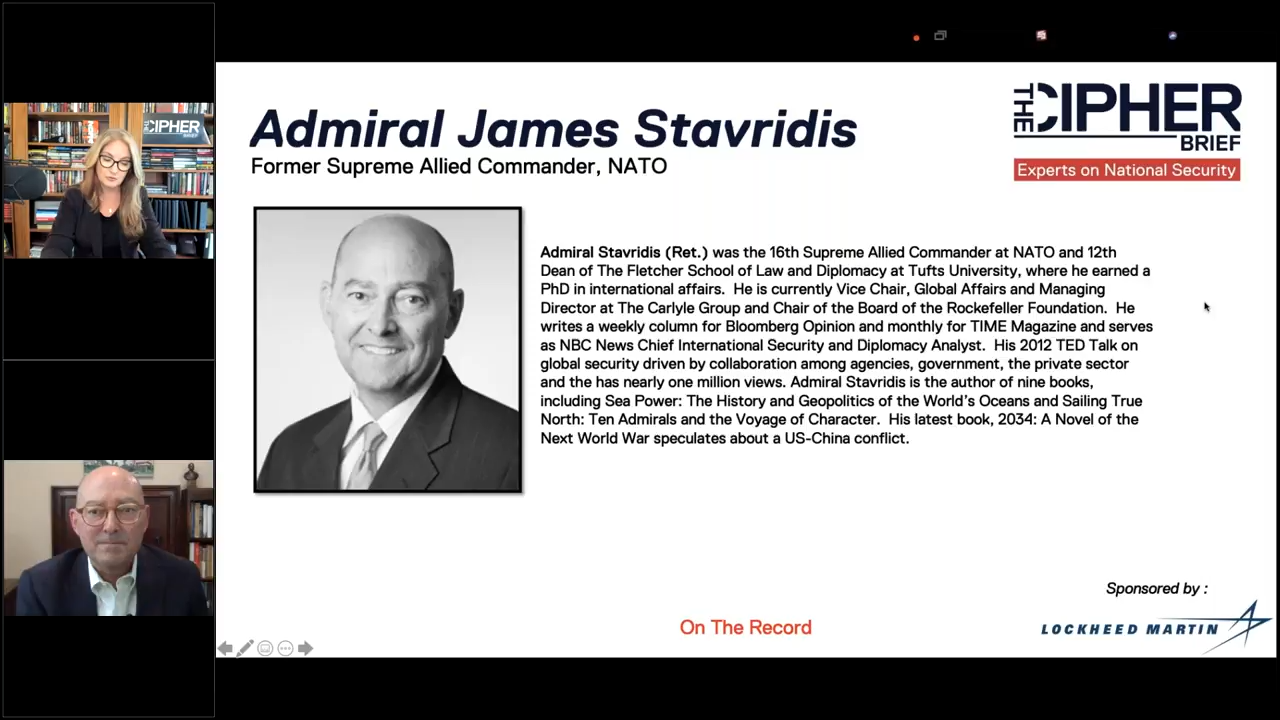 THE CIPHER BRIEF
Experts on National Security
Admiral James Stavridis
Former Supreme Allied Commander, NATO
Admiral Stavridis (Ret.) was the 16th Supreme Allied Commander at NATO and 12th
Dean of The Fletcher School of Law and Diplomacy at Tufts University, where he earned a
PhD in international affairs. He is currently Vice Chair, Global Affairs and Managing
Director at The Carlyle Group and Chair of the Board of the Rockefeller Foundation. He
writes a weekly column for Bloomberg Opinion and monthly for TIME Magazine and serves
as NBC News Chief International Security and Diplomacy Analyst. His 2012 TED Talk on
global security driven by collaboration among agencies, government, the private sector
and the has nearly one million views. Admiral Stavridis is the author of nine books,
including Sea Power: The History and Geopolitics of the World's Oceans and Sailing True
North: Ten Admirals and the Voyage of Character. His latest book, 2034: A Novel of the
Next World War speculates about a US-China conflict.
Sponsored by :
LOCKHEED MARTIN
On The Record
CIPHER